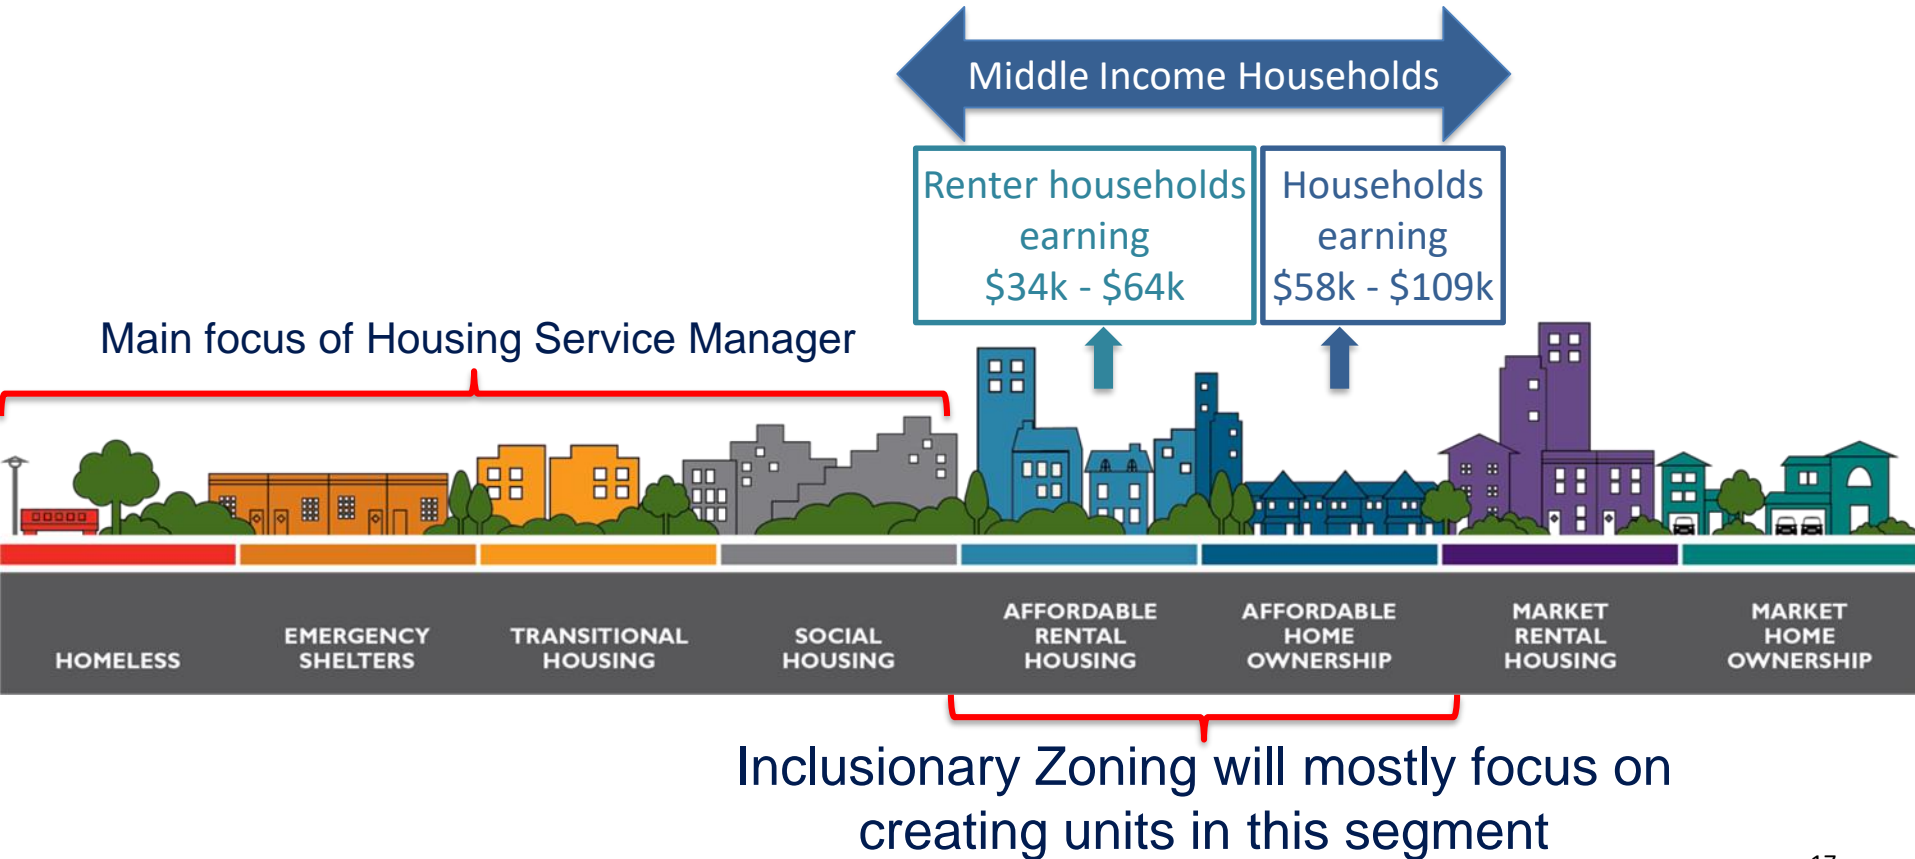 Middle Income Households
Renter households
earning
$34k - $64k
Households
earning
$58k - $109k
Main focus of Housing Service Manager
HOMELESS
EMERGENCY
SHELTERS
TRANSITIONAL
HOUSING
SOCIAL
HOUSING
AFFORDABLE
RENTAL
HOUSING
AFFORDABLE
HOME
OWNERSHIP
MARKET
RENTAL
HOUSING
MARKET
HOME
OWNERSHIP
Inclusionary Zoning will mostly focus on
creating units in this segment